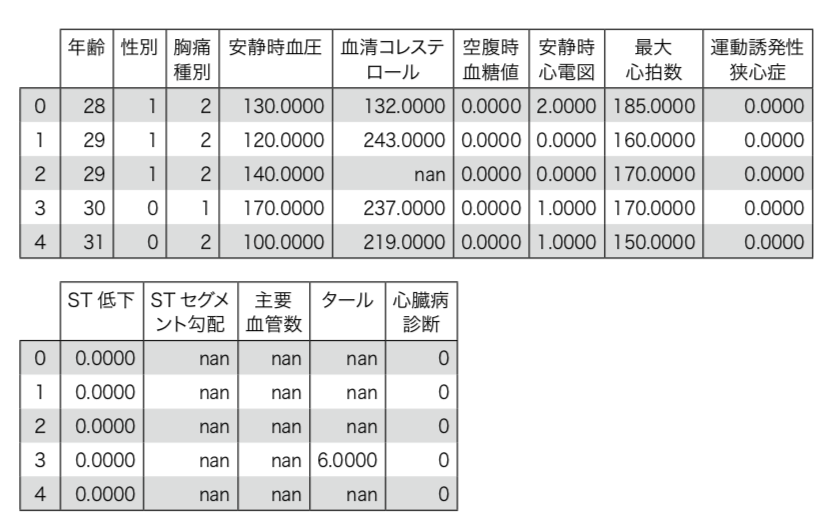 年齢 性別 胸痛種別 安静時血圧 血清コレステロール 空腹時血糖値 安静時心電図 最大心拍数 運動誘発性狭心症
0 28 1 2 130.0000 132.0000 0.0000 2.0000 185.0000 0.0000
1 29 1 2 120.0000 243.0000 0.0000 0.0000 160.0000 0.0000
2 29 1 2 140.0000 nan 0.0000 0.0000 170.0000 0.0000
3 30 0 1 170.0000 237.0000 0.0000 1.0000 170.0000 0.0000
4 31 0 2 100.0000 219.0000 0.0000 1.0000 150.0000 0.0000
ST 低下 ST セグメント勾配 主要血管数 タール 心臓病診断
0 0.0000 nan nan nan 0
1 0.0000 nan nan nan 0
2 0.0000 nan nan nan 0
3 0.0000 nan nan 6.0000 0
4 0.0000 nan nan nan 0